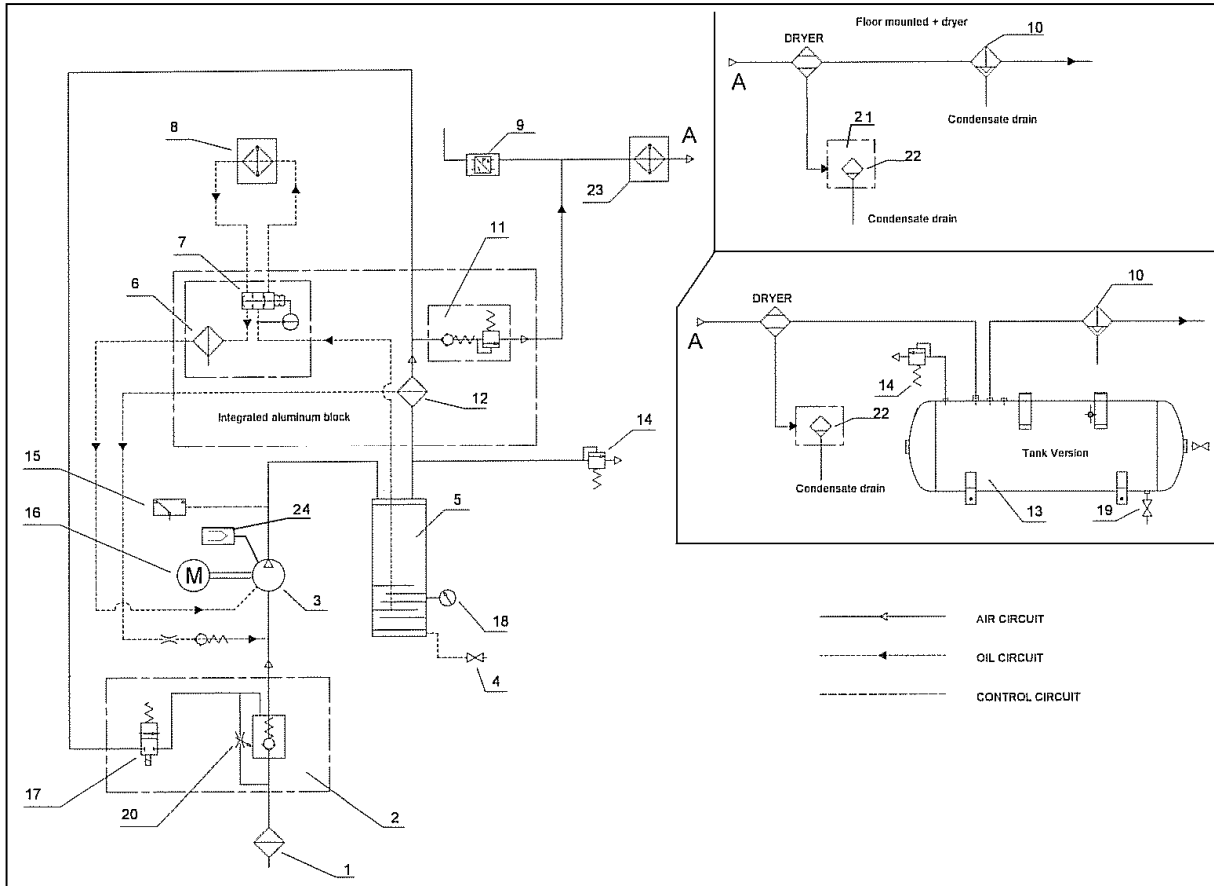 Floor mounted + dryer
10
DRYER
A
Condensate drain
21
22
Condensate drain
8
9
A
23
7
11
6
12
Integrated aluminum block
14
15
24
5
16
M
3
18
4
17
20
2
1
10
DRYER
A
14
22
Tank Version
Condensate drain
13
19
AIR CIRCUIT
OIL CIRCUIT
CONTROL CIRCUIT